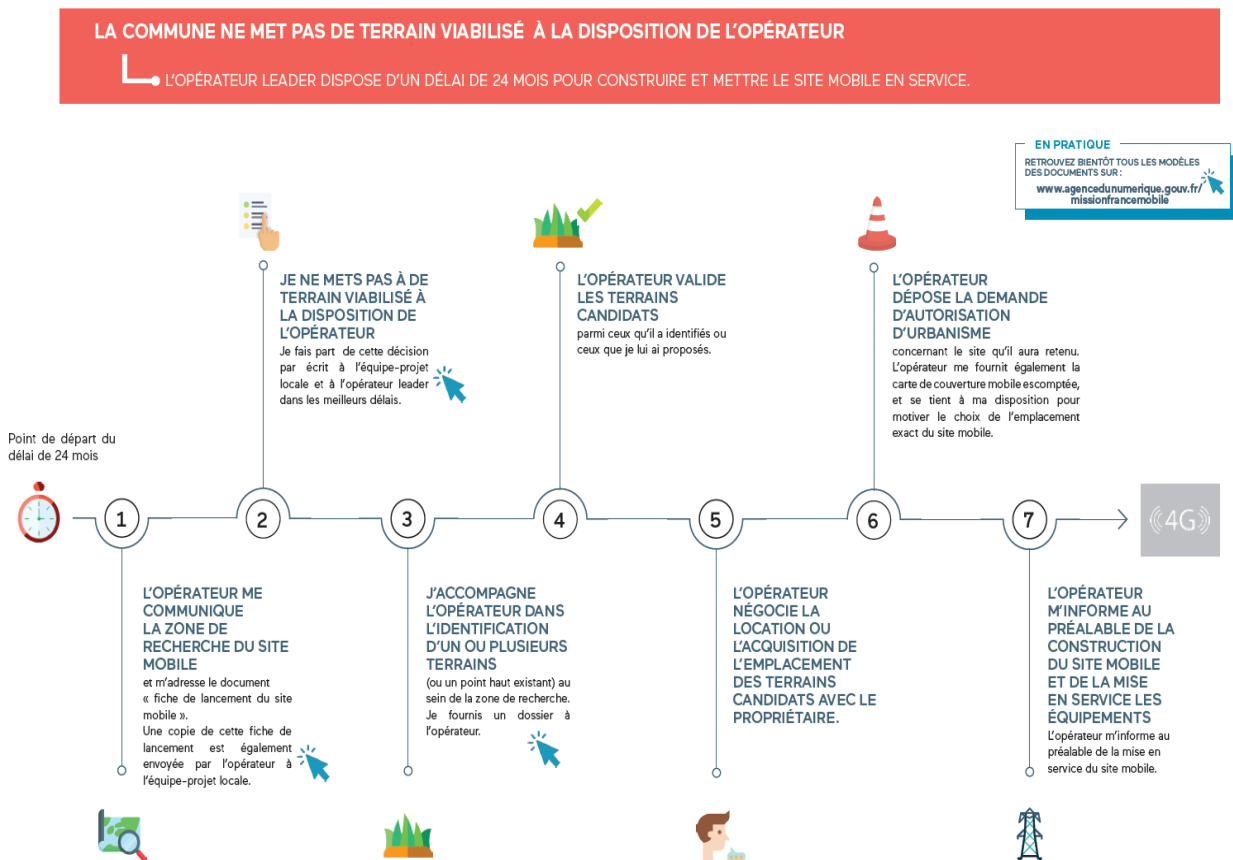 LA COMMUNE NE MET PAS DE TERRAIN VIABILISÉ À LA DISPOSITION DE L'OPÉRATEUR
L'OPÉRATEUR LEADER DISPOSE D'UN DÉLAI DE 24 MOIS POUR CONSTRUIRE ET METTRE LE SITE MOBILE EN SERVICE.
EN PRATIQUE
RETROUVEZ BIENTÔT TOUS LES MODÈLES
DES DOCUMENTS SUR :
www.agencedunumerique.gouv.fr/
missionfrancemobile
JE NE METS PAS À DE
TERRAIN VIABILISÉ À
LA DISPOSITION DE
L'OPÉRATEUR
Je fais part de cette décision
par écrit à l'équipe-projet
locale et à l'opérateur leader
dans les meilleurs délais.
L'OPÉRATEUR VALIDE
LES TERRAINS
CANDIDATS
parmi ceux qu'il a identifiés ou
ceux que je lui ai proposés.
L'OPÉRATEUR
DÉPOSE LA DEMANDE
D'AUTORISATION
D'URBANISME
concernant le site qu'il aura retenu.
L'opérateur me fournit également la
carte de couverture mobile escomptée,
et se tient à ma disposition pour
motiver le choix de l'emplacement
exact du site mobile.
Point de départ du
délai de 24 mois
1
2
3
4
5
6
7
4G
L'OPÉRATEUR ME
COMMUNIQUE
LA ZONE DE
RECHERCHE DU SITE
MOBILE
et m'adresse le document
« fiche de lancement du site
mobile ».
Une copie de cette fiche de
lancement est également
envoyée par l'opérateur à
l'équipe-projet locale.
J'ACCOMPAGNE
L'OPÉRATEUR DANS
L'IDENTIFICATION
D'UN OU PLUSIEURS
TERRAINS
(ou un point haut existant) au
sein de la zone de recherche.
Je fournis un dossier à
l'opérateur.
L'OPÉRATEUR
NÉGOCIE LA
LOCATION OU
L'ACQUISITION DE
L'EMPLACEMENT
DES TERRAINS
CANDIDATS AVEC LE
PROPRIÉTAIRE.
L'OPÉRATEUR
M'INFORME AU
PRÉALABLE DE LA
CONSTRUCTION
DU SITE MOBILE
ET DE LA MISE
EN SERVICE LES
ÉQUIPEMENTS
L'opérateur m'informe au
préalable de la mise en
service du site mobile.